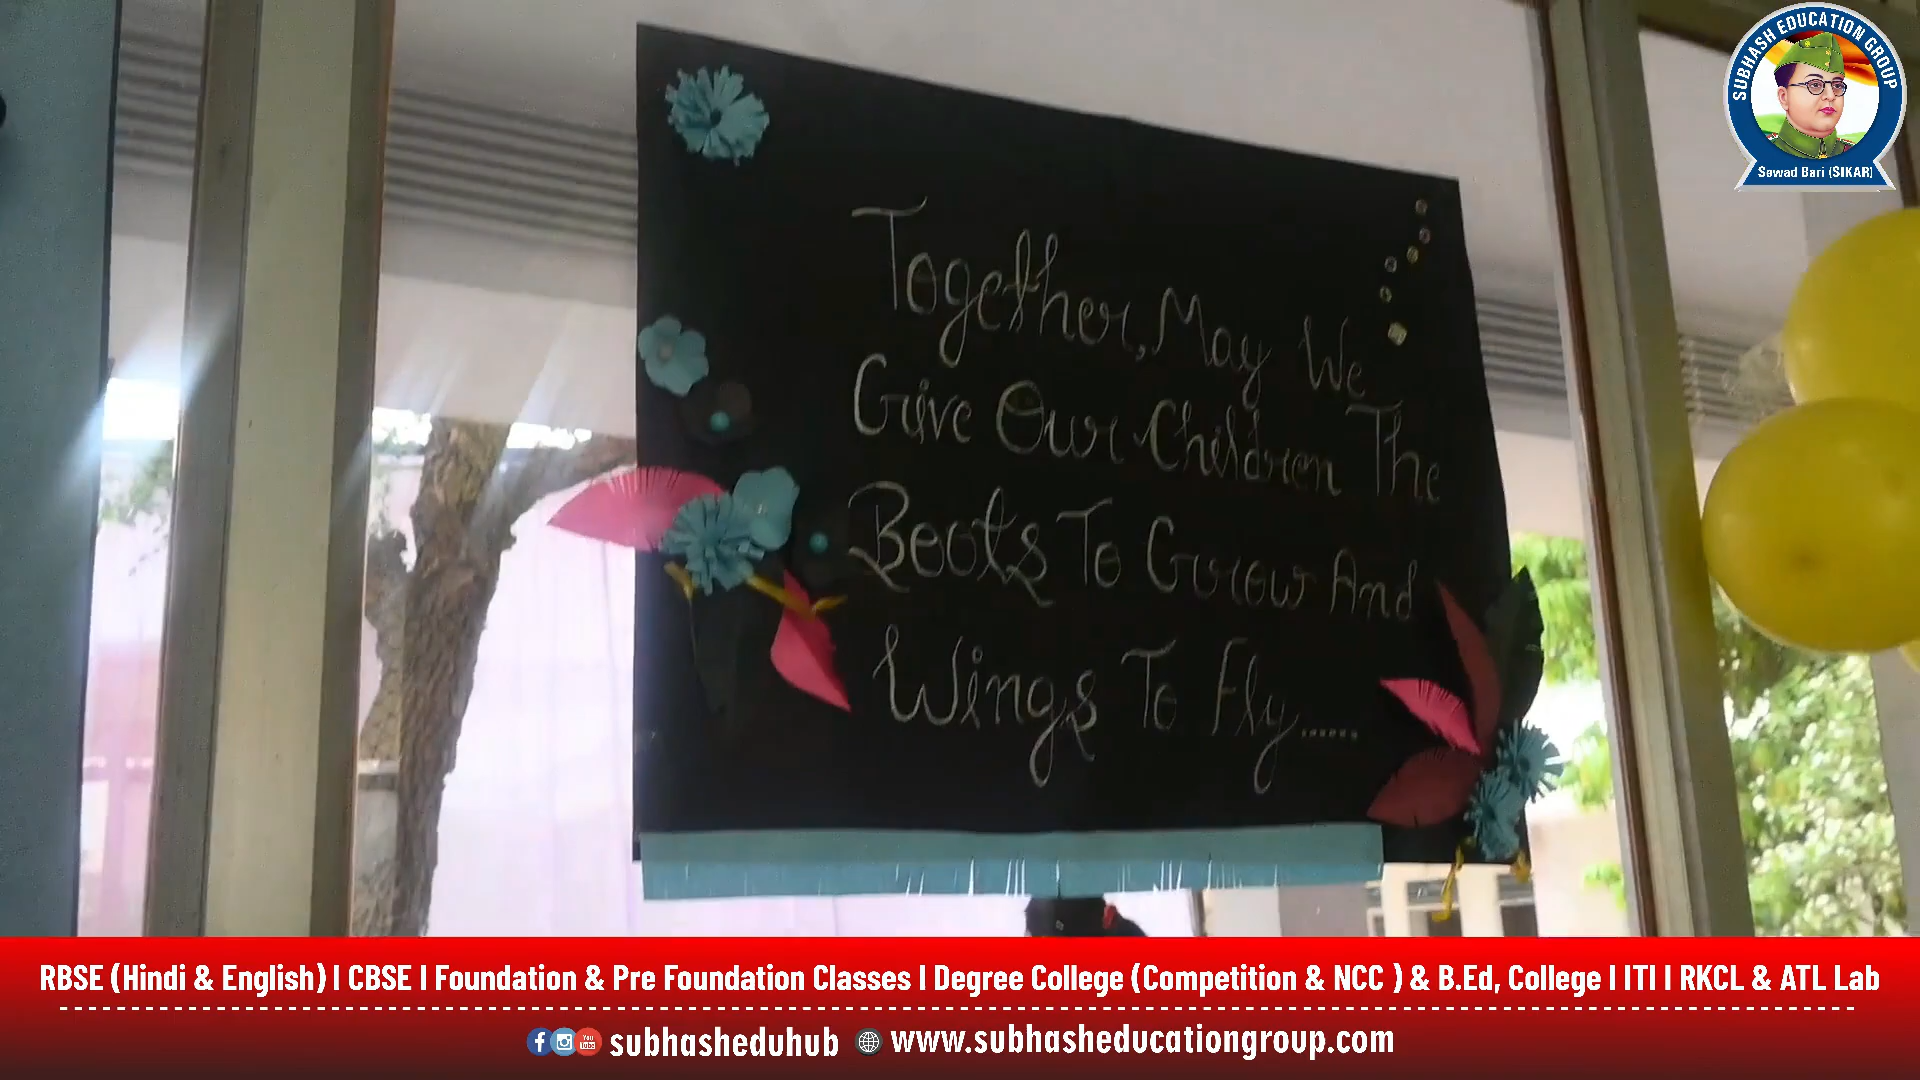 SUBHASH EDUCATION GROUP
Sewad Bari (SIKAR)
Together, May We
Give Our Children The
Boots To Grow And
Wings To Fly......
RBSE (Hindi & English) I CBSE I Foundation & Pre Foundation Classes I Degree College (Competition & NCC ) & B.Ed, College I ITI I RKCL & ATL Lab
subhasheduhub www.subhasheducationgroup.com